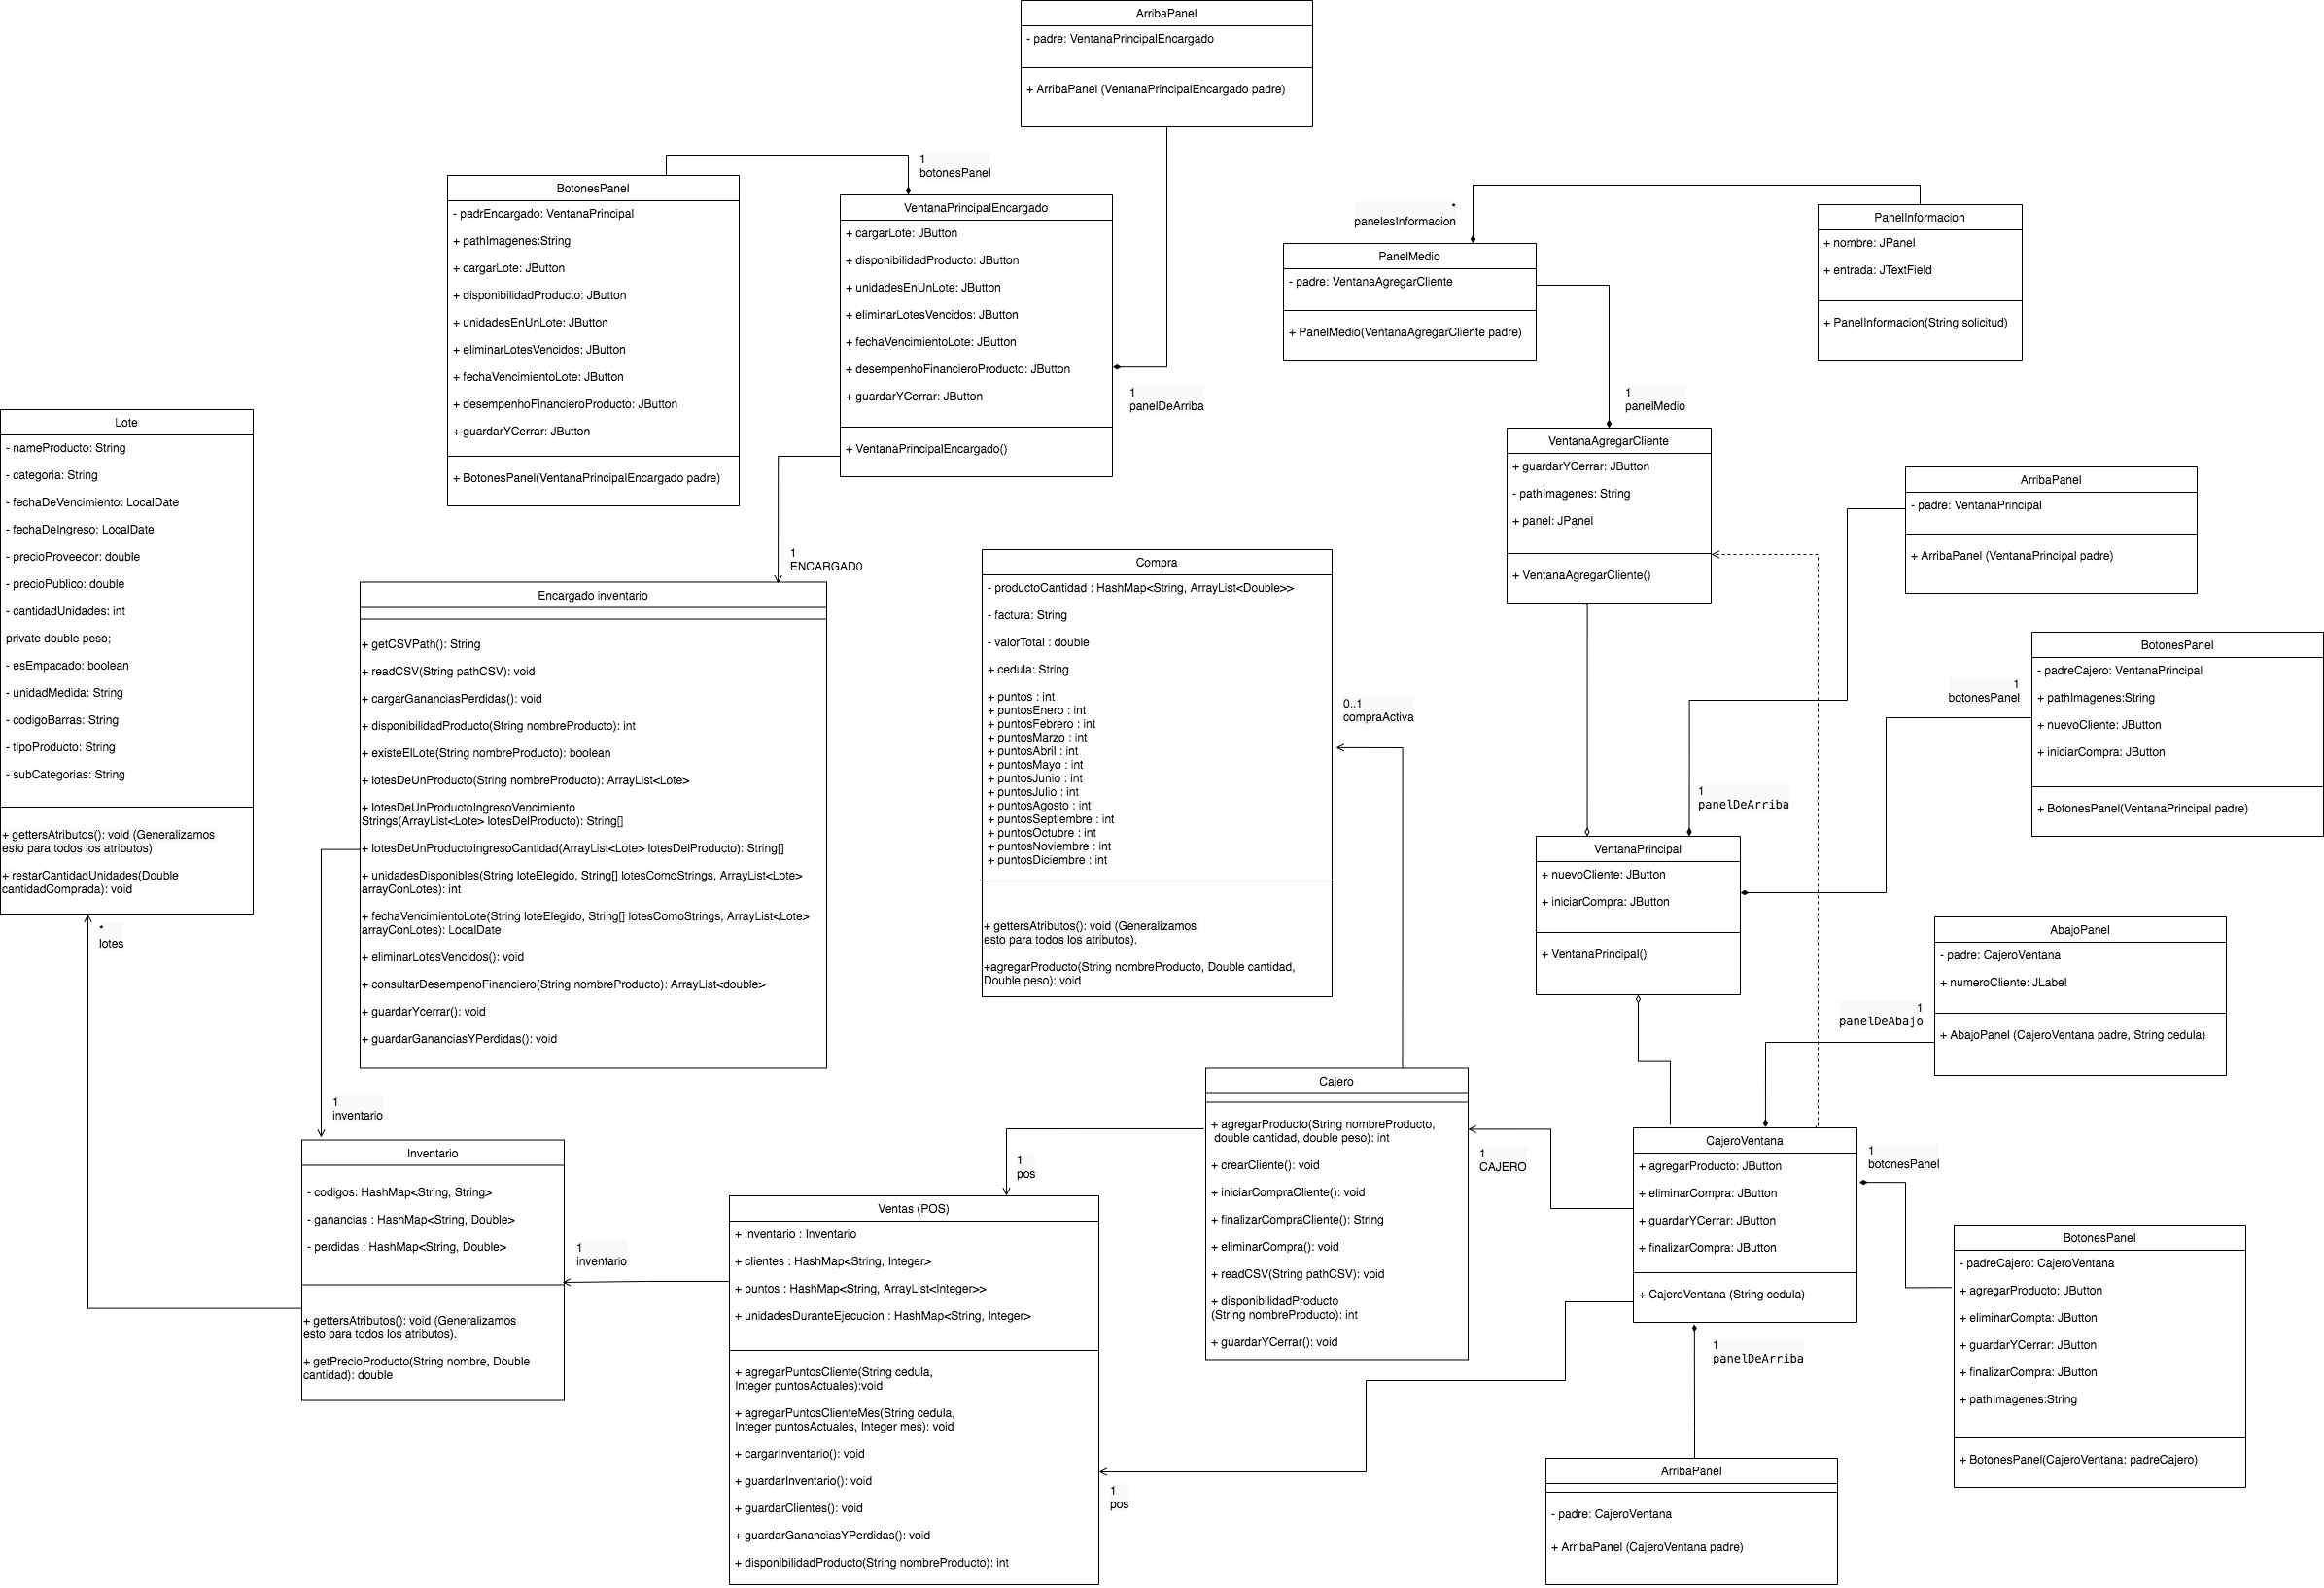 ArribaPanel
- padre: VentanaPrincipalEncargado
+ ArribaPanel (VentanaPrincipalEncargado padre)
1
botonesPanel
BotonesPanel
- padrEncargado: VentanaPrincipal
+ pathImagenes:String
+ cargarLote: JButton
+ disponibilidadProducto: JButton
+ unidadesEnUnLote: JButton
+ eliminarLotesVencidos: JButton
+ fechaVencimientoLote: JButton
+ desempenhoFinancieroProducto: JButton
+ guardarYCerrar: JButton
+ BotonesPanel(VentanaPrincipalEncargado padre)
VentanaPrincipalEncargado
+ cargarLote: JButton
+ disponibilidadProducto: JButton
+ unidadesEnUnLote: JButton
+ eliminarLotesVencidos: JButton
+ fechaVencimientoLote: JButton
+ desempenhoFinancieroProducto: JButton
+ guardarYCerrar: JButton
+ VentanaPrincipalEncargado()
1
panelDeArriba
*
panelesInformacion
PanelInformacion
+ nombre: JPanel
+ entrada: JTextField
+ PanelInformacion(String solicitud)
PanelMedio
- padre: VentanaAgregarCliente
+ PanelMedio(VentanaAgregarCliente padre)
1
panelMedio
Lote
- nameProducto: String
- categoria: String
- fechaDeVencimiento: LocalDate
- fechaDeIngreso: LocalDate
- precioProveedor: double
- precioPublico: double
- cantidadUnidades: int
private double peso;
- esEmpacado: boolean
- unidadMedida: String
- codigoBarras: String
- tipoProducto: String
- subCategorias: String
+ gettersAtributos(): void (Generalizamos
esto para todos los atributos)
+ restarCantidadUnidades(Double
cantidadComprada): void
*
lotes
VentanaAgregarCliente
+ guardarYCerrar: JButton
- pathImagenes: String
+ panel: JPanel
+ VentanaAgregarCliente()
ArribaPanel
- padre: VentanaPrincipal
+ ArribaPanel (VentanaPrincipal padre)
1
ENCARGAD0
Encargado inventario
+ getCSVPath(): String
+ readCSV(String pathCSV): void
+ cargarGananciasPerdidas(): void
+ disponibilidadProducto(String nombreProducto): int
+ existeElLote(String nombreProducto): boolean
+ lotesDeUnProducto(String nombreProducto): ArrayList<Lote>
+ lotesDeUnProductoIngresoVencimiento
Strings(ArrayList<Lote> lotesDelProducto): String[]
+ lotesDeUnProductoIngresoCantidad(ArrayList<Lote> lotesDelProducto): String[]
+ unidadesDisponibles(String loteElegido, String[] lotesComoStrings, ArrayList<Lote>
arrayConLotes): int
+ fechaVencimientoLote(String loteElegido, String[] lotesComoStrings, ArrayList<Lote>
arrayConLotes): LocalDate
+ eliminarLotesVencidos(): void
+ consultarDesempenoFinanciero(String nombreProducto): ArrayList<double>
+ guardarYcerrar(): void
+ guardarGananciasYPerdidas(): void
Compra
- productoCantidad : HashMap<String, ArrayList<Double>>
- factura: String
- valorTotal : double
+ cedula: String
+ puntos : int
+ puntosEnero : int
+ puntosFebrero : int
+ puntosMarzo : int
+ puntosAbril : int
+ puntosMayo : int
+ puntosJunio : int
+ puntosJulio : int
+ puntosAgosto : int
+ puntosSeptiembre : int
+ puntosOctubre : int
+ puntosNoviembre : int
+ puntosDiciembre : int
+ gettersAtributos(): void (Generalizamos
esto para todos los atributos).
+agregarProducto(String nombreProducto, Double cantidad,
Double peso): void
0..1
compraActiva
1
botonesPanel
BotonesPanel
- padreCajero: VentanaPrincipal
+ pathImagenes:String
+ nuevoCliente: JButton
+ iniciarCompra: JButton
+ BotonesPanel(VentanaPrincipal padre)
1
panelDeArriba
VentanaPrincipal
+ nuevoCliente: JButton
+ iniciarCompra: JButton
+ VentanaPrincipal()
AbajoPanel
- padre: CajeroVentana
+ numeroCliente: JLabel
+ AbajoPanel (CajeroVentana padre, String cedula)
1
panelDeAbajo
1
inventario
Inventario
- codigos: HashMap<String, String>
- ganancias : HashMap<String, Double>
- perdidas : HashMap<String, Double>
+ gettersAtributos(): void (Generalizamos
esto para todos los atributos).
+ getPrecioProducto(String nombre, Double
cantidad): double
1
inventario
Ventas (POS)
+ inventario : Inventario
+ clientes : HashMap<String, Integer>
+ puntos : HashMap<String, ArrayList<Integer>>
+ unidadesDuranteEjecucion : HashMap<String, Integer>
+ agregarPuntosCliente(String cedula,
Integer puntosActuales):void
+ agregarPuntosClienteMes(String cedula,
Integer puntosActuales, Integer mes): void
+ cargarInventario(): void
+ guardarInventario(): void
+ guardarClientes(): void
+ guardarGananciasYPerdidas(): void
+ disponibilidadProducto(String nombreProducto): int
1
pos
Cajero
+ agregarProducto(String nombreProducto,
double cantidad, double peso): int
+ crearCliente(): void
+ iniciarCompraCliente(): void
+ finalizarCompraCliente(): String
+ eliminarCompra(): void
+ readCSV(String pathCSV): void
+ disponibilidadProducto
(String nombreProducto): int
+ guardarYCerrar(): void
1
CAJERO
1
pos
CajeroVentana
+ agregarProducto: JButton
+ eliminarCompra: JButton
+ guardarYCerrar: JButton
+ finalizarCompra: JButton
+ CajeroVentana (String cedula)
1
botonesPanel
BotonesPanel
- padreCajero: CajeroVentana
+ agregarProducto: JButton
+ eliminarCompta: JButton
+ guardarYCerrar: JButton
+ finalizarCompra: JButton
+ pathImagenes:String
+ BotonesPanel(CajeroVentana: padreCajero)
1
panelDeArriba
ArribaPanel
- padre: CajeroVentana
+ ArribaPanel (CajeroVentana padre)